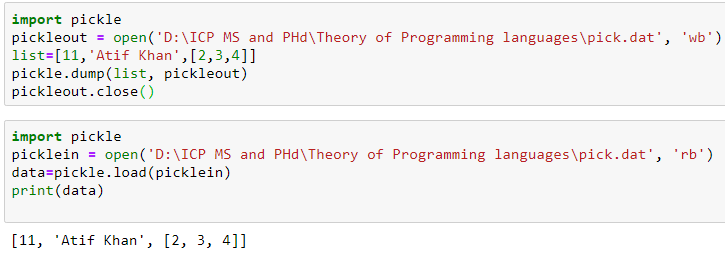 import pickle
pickleout = open('D:\ICP MS and PHd\Theory of Programming languages\pick.dat', 'wb')
list=[11,'Atif Khan',[2,3,4]]
pickle.dump(list, pickleout)
pickleout.close()
import pickle
picklein = open('D:\ICP MS and PHd\Theory of Programming languages\pick.dat', 'rb')
data=pickle.load(picklein)
print(data)
[11, 'Atif Khan', [2, 3, 4]]